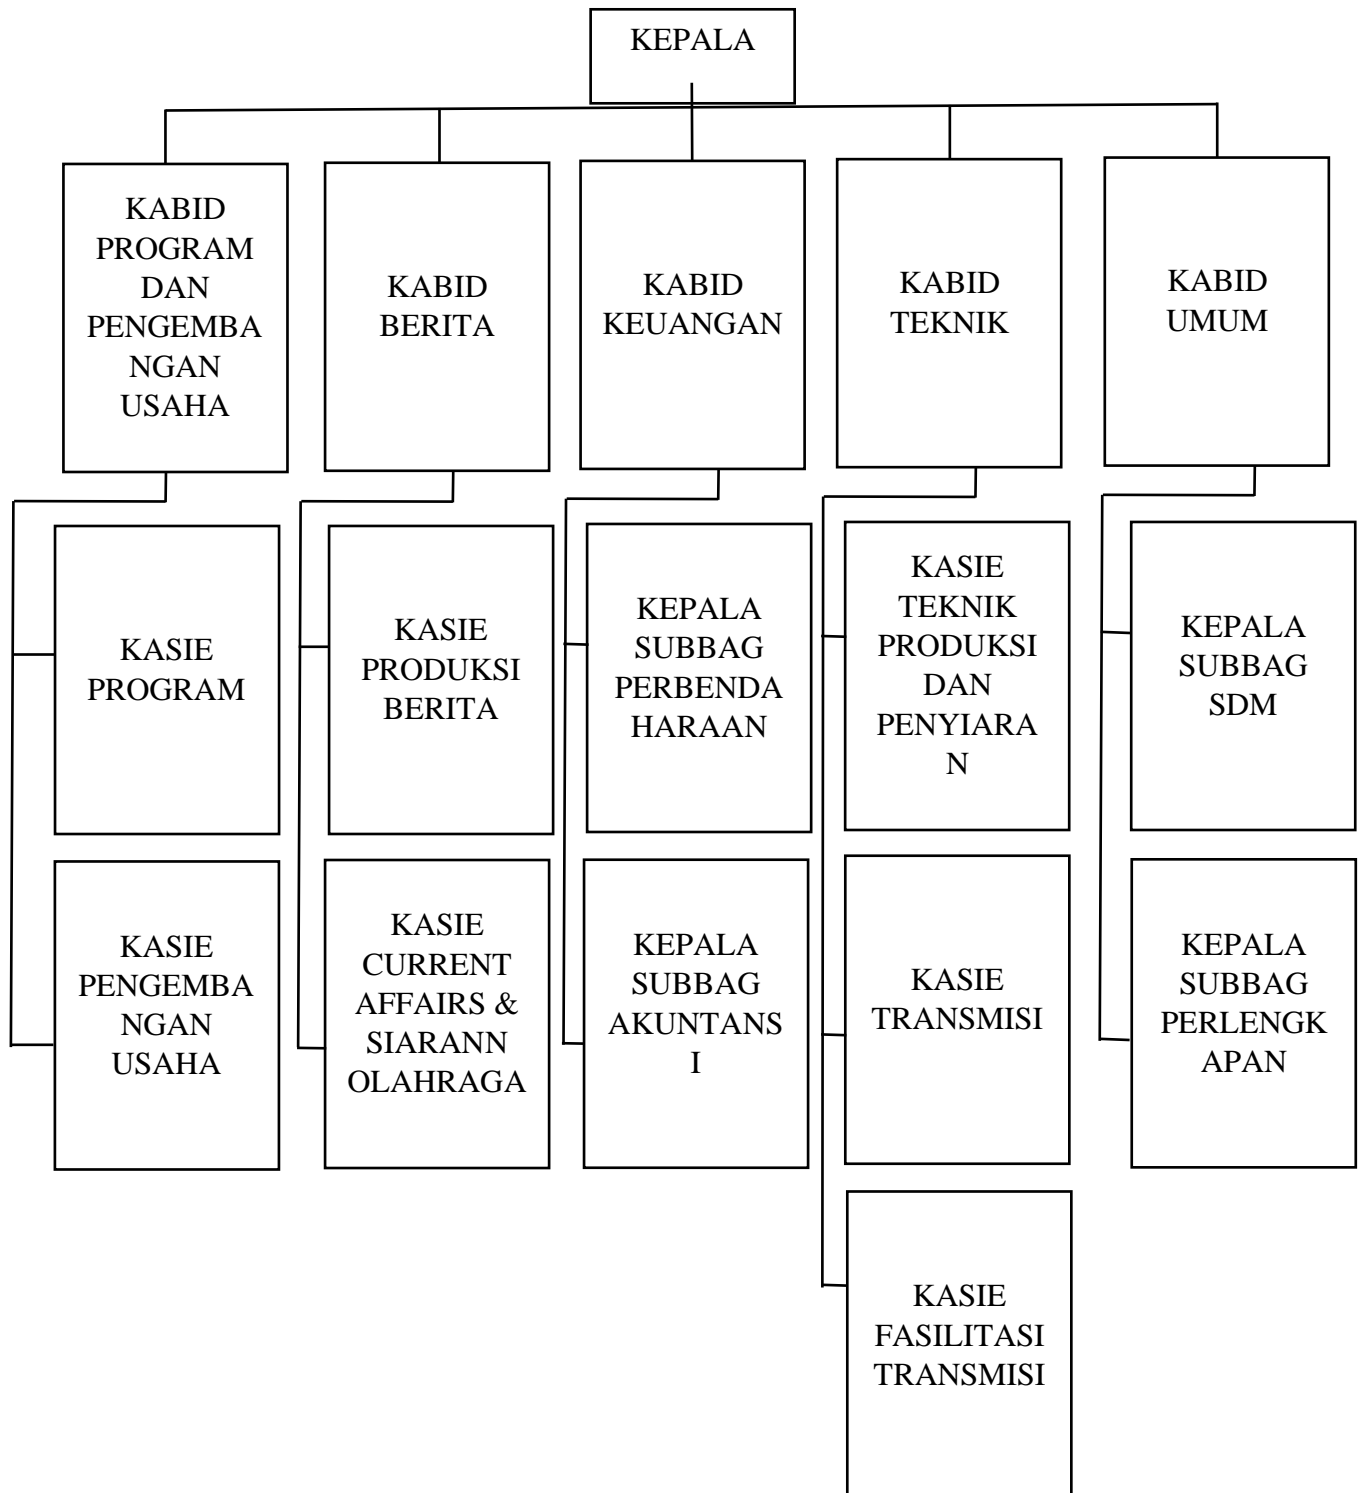 KEPALA
KABID
PROGRAM
DAN
PENGEMBA
NGAN
USAHA
KABID
BERITA
KABID
KEUANGAN
KABID
TEKNIK
KABID
UMUM
KASIE
PROGRAM
KASIE
PRODUKSI
BERITA
KEPALA
SUBBAG
PERBENDA
HARAAN
KASIE
TEKNIK
PRODUKSI
DAN
PENYIARA
N
KEPALA
SUBBAG
SDM
KASIE
PENGEMBA
NGAN
USAHA
KASIE
CURRENT
AFFAIRS &
SIARANN
OLAHRAGA
KEPALA
SUBBAG
AKUNTANS
I
KASIE
TRANSMISI
KEPALA
SUBBAG
PERLENGK
APAN
KASIE
FASILITASI
TRANSMISI